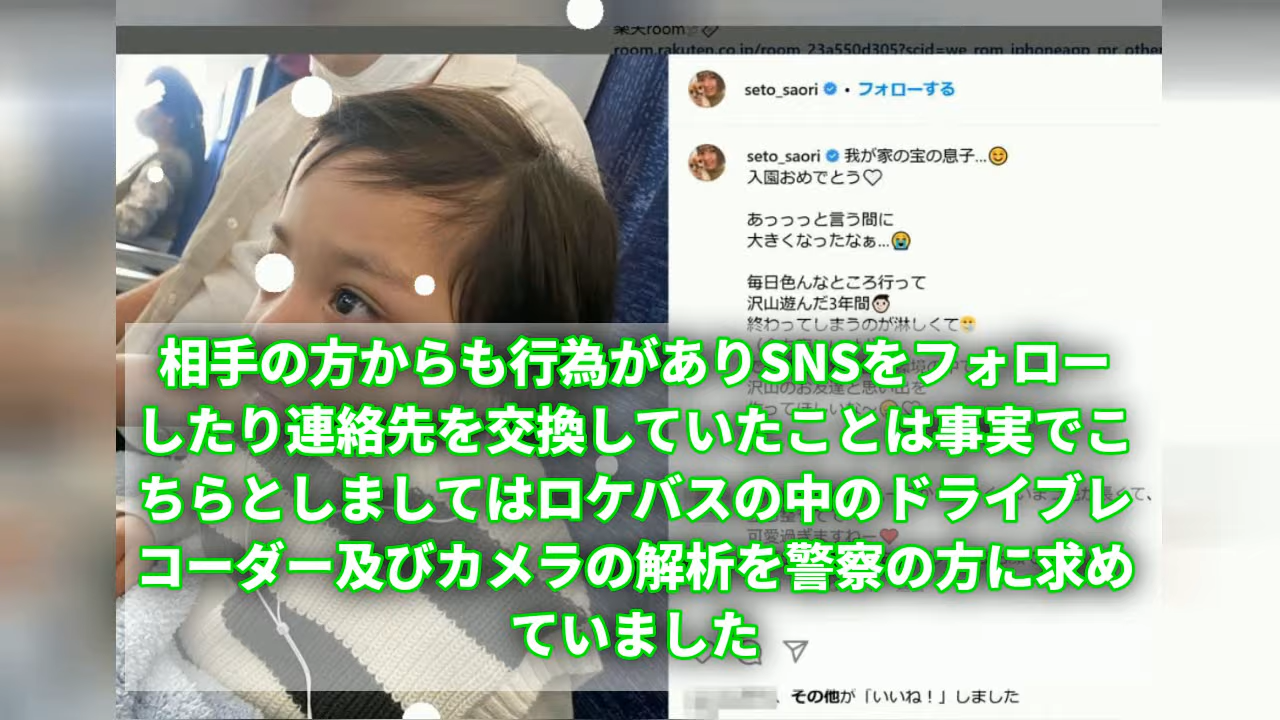 楽天room
room.rakuten.co.jp/room_23a550d305?scid=we_rom_iphoneapp_mr_other
seto_saori • フォローする
seto_saori 我が家の宝の息子...😊
入園おめでとう♡
あっっっと言う間に
大きくなったなぁ...😭
毎日色んなところ行って
沢山遊んだ3年間
終わってしまうのが淋しくて
沢山のお友達と思い出を
相手の方からも行為がありSNSをフォロー
したり連絡先を交換していたことは事実でこ
ちらとしましてはロケバスの中のドライブレ
コーダー及びカメラの解析を警察の方に求め
ていました
可愛過ぎますねー❤️
、その他が「いいね！」しました